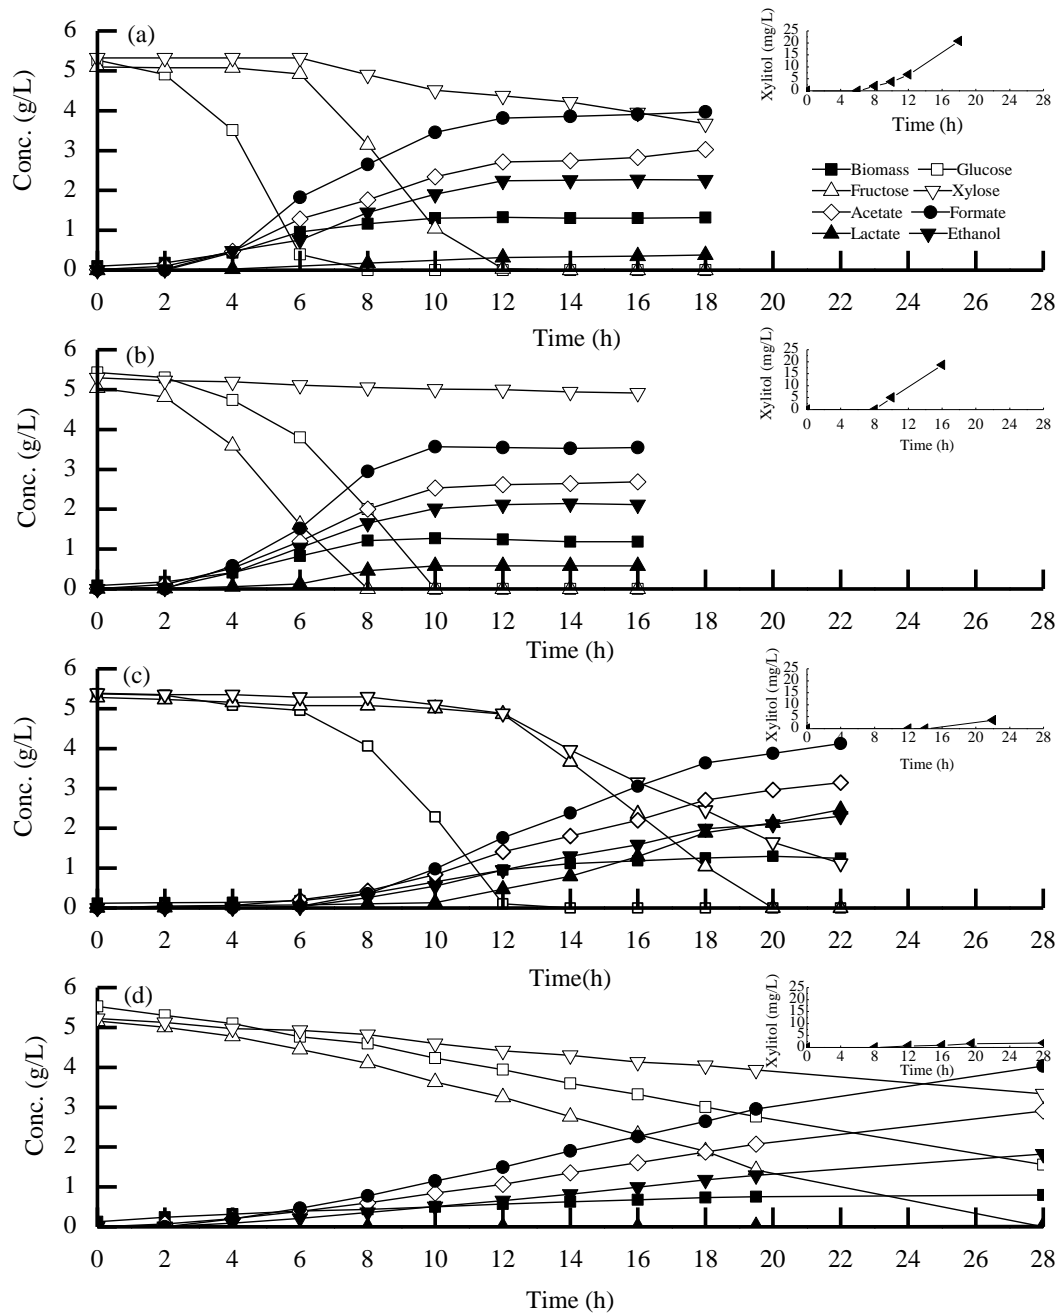 (a)
Conc. (g/L)
6
5
4
3
2
1
0
0 2 4 6 8 10 12 14 16 18 20 22 24 26 28
Time (h)
Xylitol (mg/L)
25
20
15
10
5
0
0 4 8 12 16 20 24 28
Time (h)
Biomass Glucose
Fructose Xylose
Acetate Formate
Lactate Ethanol
(b)
Conc. (g/L)
6
5
4
3
2
1
0
0 2 4 6 8 10 12 14 16 18 20 22 24 26 28
Time (h)
Xylitol (mg/L)
25
20
15
10
5
0
0 4 8 12 16 20 24 28
Time (h)
(c)
Conc. (g/L)
6
5
4
3
2
1
0
0 2 4 6 8 10 12 14 16 18 20 22 24 26 28
Time(h)
Xylitol (mg/L)
25
20
15
10
5
0
0 4 8 12 16 20 24 28
Time (h)
(d)
Conc. (g/L)
6
5
4
3
2
1
0
0 2 4 6 8 10 12 14 16 18 20 22 24 26 28
Time (h)
Xylitol (mg/L)
25
20
15
10
5
0
0 4 8 12 16 20 24 28
Time (h)